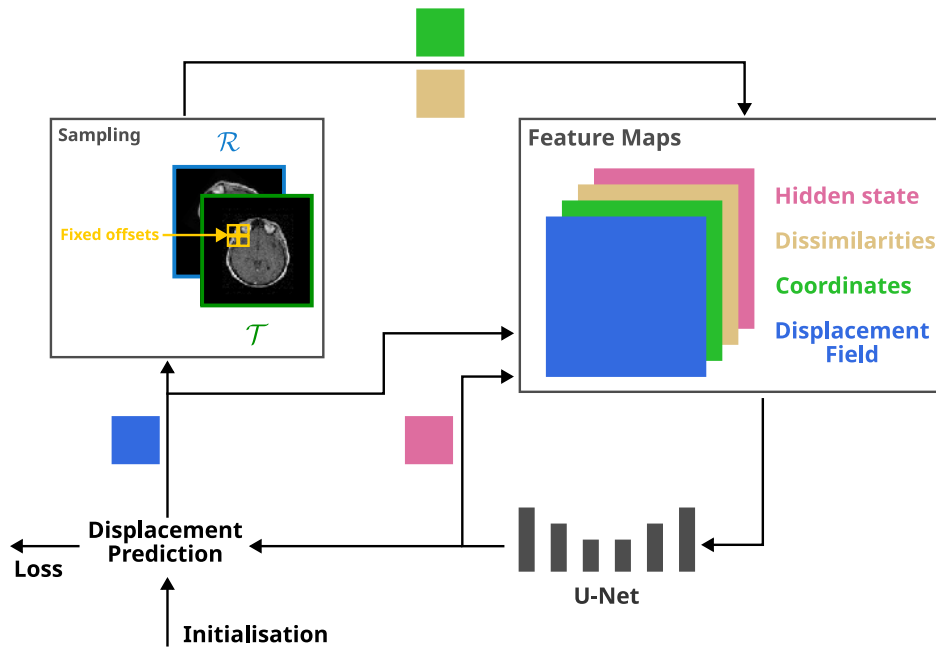 Sampling
ℛ
Fixed offsets
𝒯
Feature Maps
Hidden state
Dissimilarities
Coordinates
Displacement
Field
Displacement
Prediction
Loss
Initialisation
U-Net